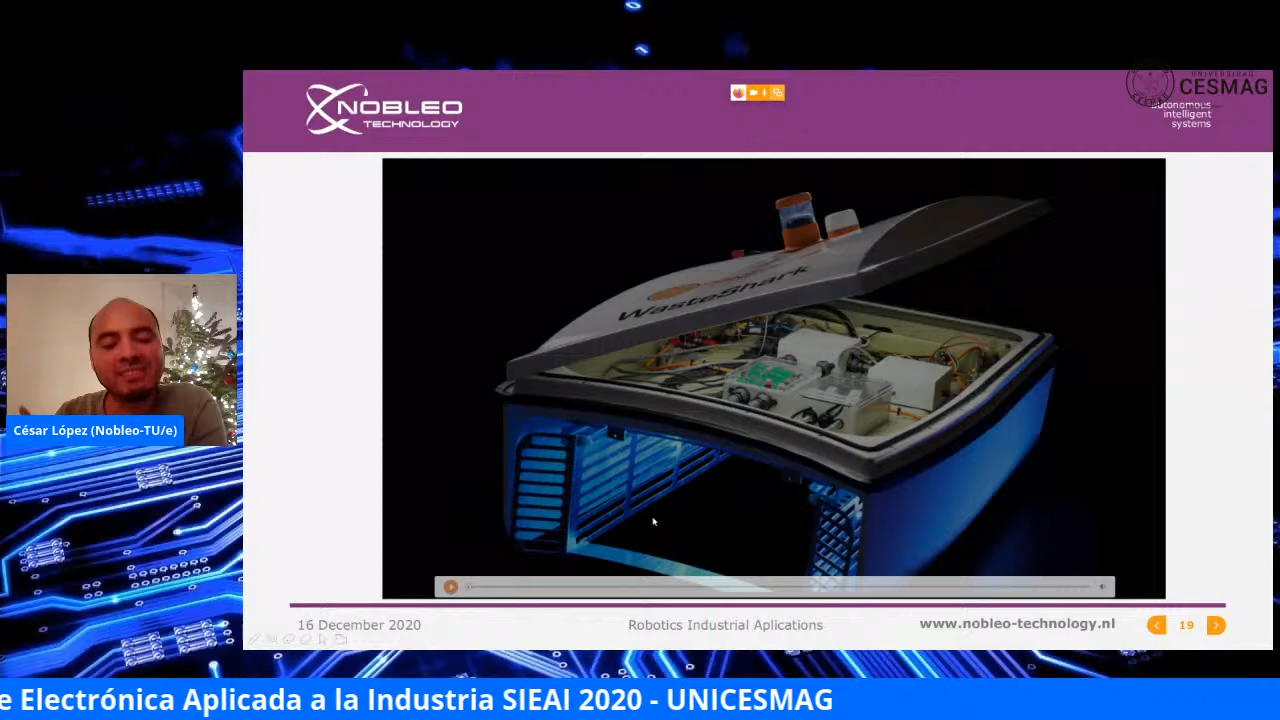 NOBLEO
TECHNOLOGY
UNIVERSIDAD
CESMAG
autonomous
intelligent
systems
WasteShark
César López (Nobleo-TU/e)
16 December 2020
Robotics Industrial Aplications
www.nobleo-technology.nl
19
e Electrónica Aplicada a la Industria SIEAI 2020 - UNICESMAG